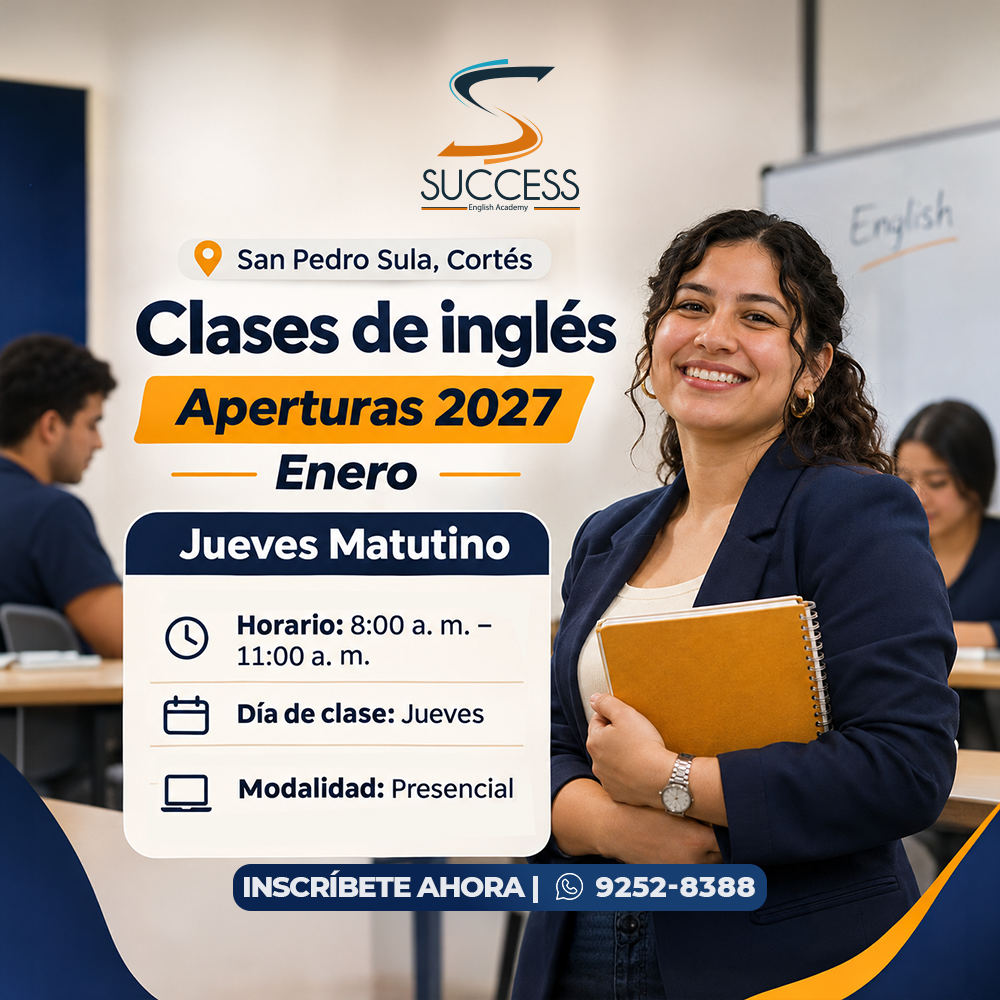 SUCCESS
English Academy
San Pedro Sula, Cortés
English
Clases de inglés
Aperturas 2027
Enero
Jueves Matutino
Horario: 8:00 a. m. –
11:00 a. m.
Día de clase: Jueves
Modalidad: Presencial
INSCRÍBETE AHORA | 9252-8388